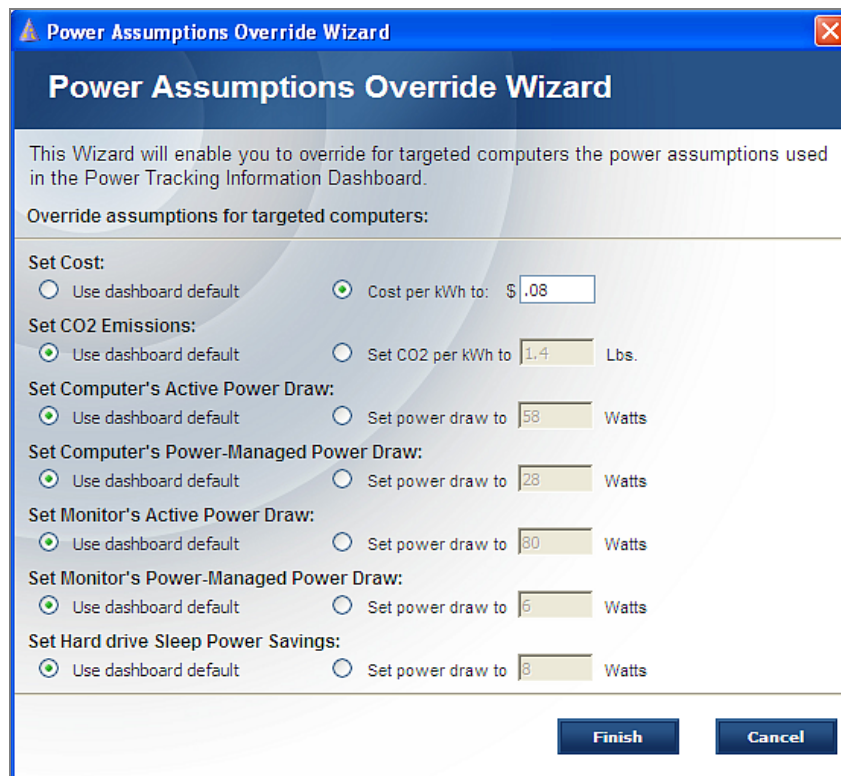 Power Assumptions Override Wizard
Power Assumptions Override Wizard
This Wizard will enable you to override for targeted computers the power assumptions used
in the Power Tracking Information Dashboard.
Override assumptions for targeted computers:
Set Cost:
Use dashboard default Cost per kWh to: $ .08
Set CO2 Emissions:
Use dashboard default Set CO2 per kWh to 1.4 Lbs.
Set Computer's Active Power Draw:
Use dashboard default Set power draw to 58 Watts
Set Computer's Power-Managed Power Draw:
Use dashboard default Set power draw to 28 Watts
Set Monitor's Active Power Draw:
Use dashboard default Set power draw to 80 Watts
Set Monitor's Power-Managed Power Draw:
Use dashboard default Set power draw to 6 Watts
Set Hard drive Sleep Power Savings:
Use dashboard default Set power draw to 8 Watts
Finish Cancel